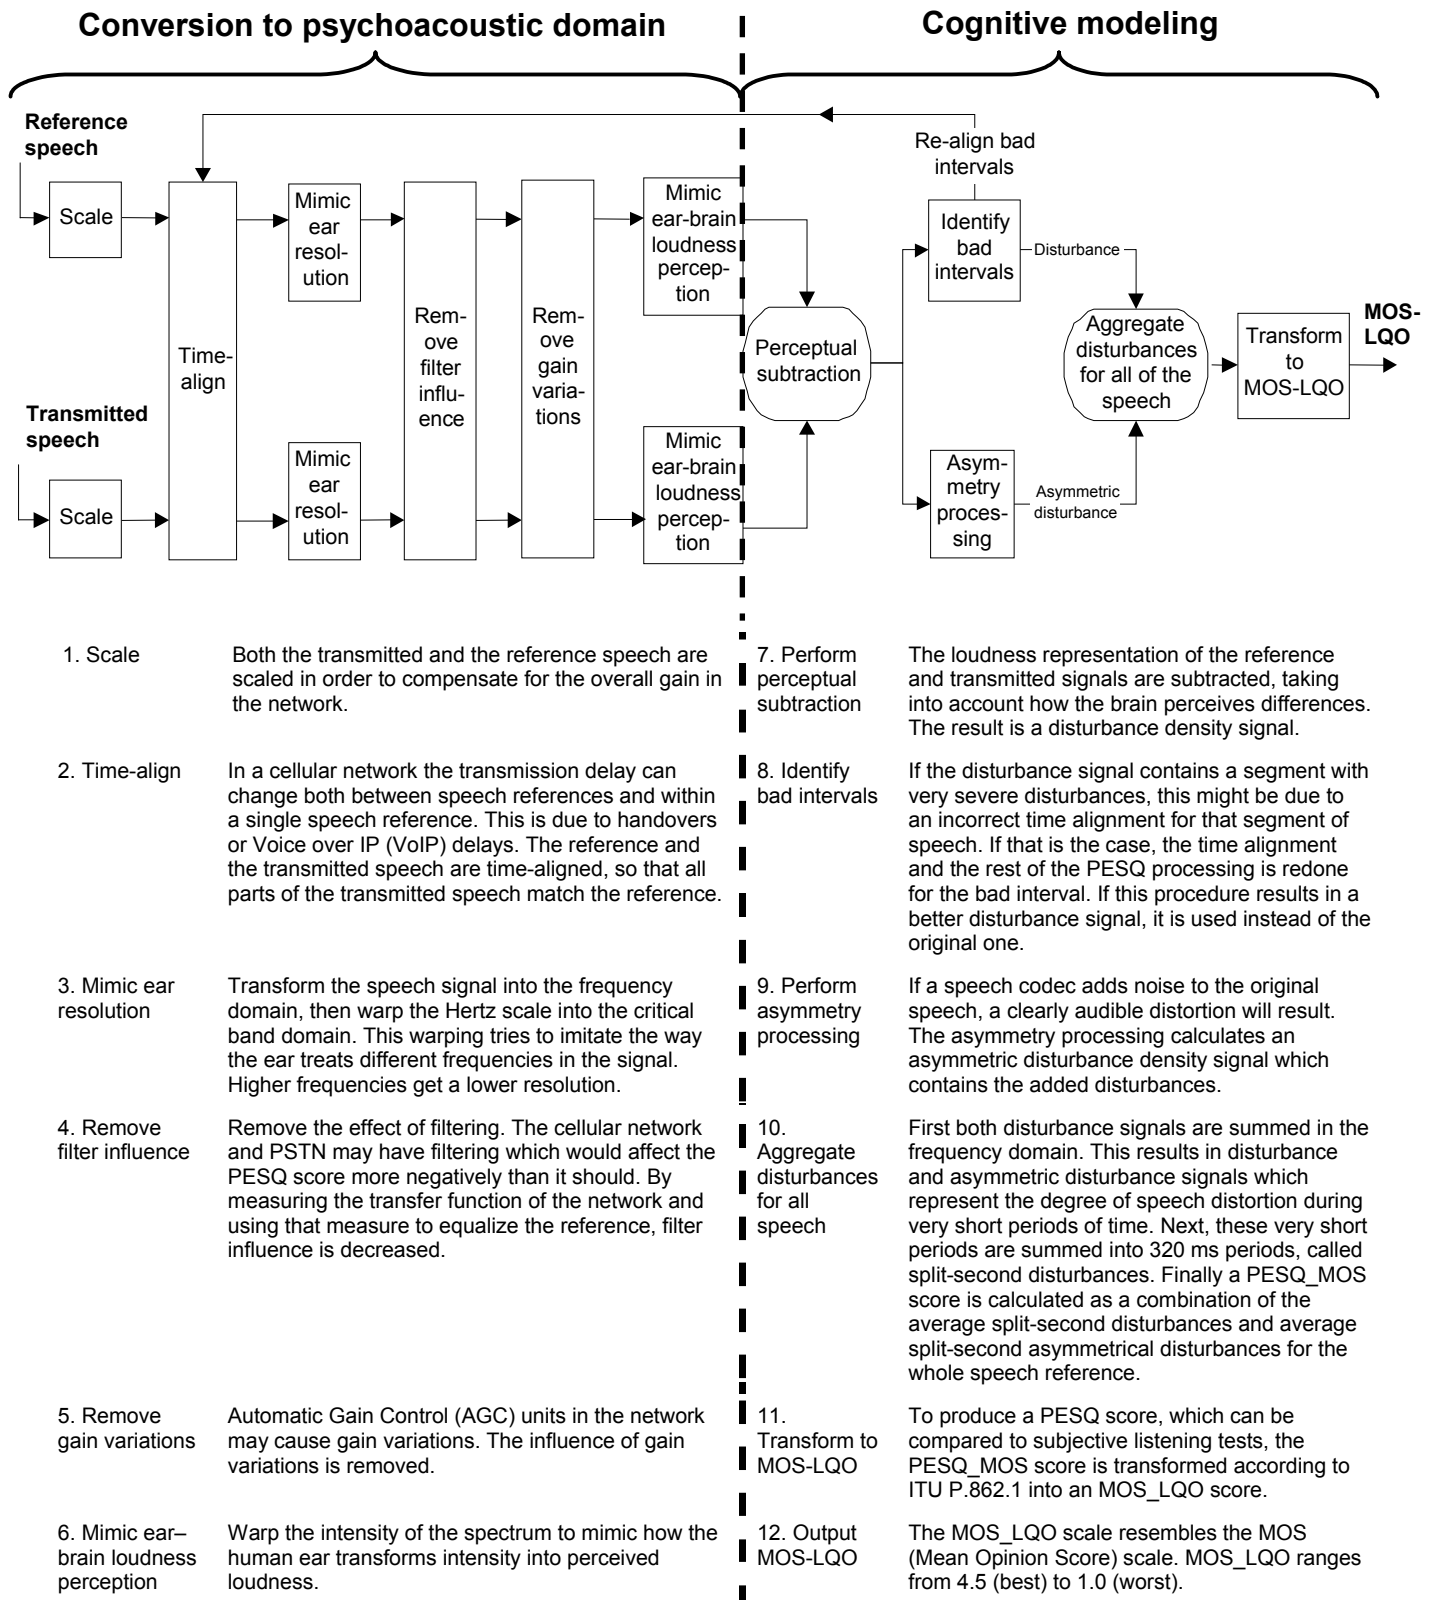 Conversion to psychoacoustic domain
Cognitive modeling
Reference
speech
Scale
Transmitted
speech
Scale
Time-
align
Mimic
ear
resol-
ution
Mimic
ear
resol-
ution
Rem-
ove
filter
influ-
ence
Rem-
ove
gain
varia-
tions
Mimic
ear-brain
loudness
percep-
tion
Mimic
ear-brain
loudness
percep-
tion
Perceptual
subtraction
Re-align bad
intervals
Identify
bad
intervals
Disturbance
Asym-
metry
proces-
sing
Asymmetric
disturbance
Aggregate
disturbances
for all of the
speech
Transform
to
MOS-LQO
MOS-
LQO
1. Scale
Both the transmitted and the reference speech are
scaled in order to compensate for the overall gain in
the network.
2. Time-align
In a cellular network the transmission delay can
change both between speech references and within
a single speech reference. This is due to handovers
or Voice over IP (VoIP) delays. The reference and
the transmitted speech are time-aligned, so that all
parts of the transmitted speech match the reference.
3. Mimic ear
resolution
Transform the speech signal into the frequency
domain, then warp the Hertz scale into the critical
band domain. This warping tries to imitate the way
the ear treats different frequencies in the signal.
Higher frequencies get a lower resolution.
4. Remove
filter influence
Remove the effect of filtering. The cellular network
and PSTN may have filtering which would affect the
PESQ score more negatively than it should. By
measuring the transfer function of the network and
using that measure to equalize the reference, filter
influence is decreased.
5. Remove
gain variations
Automatic Gain Control (AGC) units in the network
may cause gain variations. The influence of gain
variations is removed.
6. Mimic ear–
brain loudness
perception
Warp the intensity of the spectrum to mimic how the
human ear transforms intensity into perceived
loudness.
7. Perform
perceptual
subtraction
The loudness representation of the reference
and transmitted signals are subtracted, taking
into account how the brain perceives differences.
The result is a disturbance density signal.
8. Identify
bad intervals
If the disturbance signal contains a segment with
very severe disturbances, this might be due to
an incorrect time alignment for that segment of
speech. If that is the case, the time alignment
and the rest of the PESQ processing is redone
for the bad interval. If this procedure results in a
better disturbance signal, it is used instead of the
original one.
9. Perform
asymmetry
processing
If a speech codec adds noise to the original
speech, a clearly audible distortion will result.
The asymmetry processing calculates an
asymmetric disturbance density signal which
contains the added disturbances.
10.
Aggregate
disturbances
for all
speech
First both disturbance signals are summed in the
frequency domain. This results in disturbance
and asymmetric disturbance signals which
represent the degree of speech distortion during
very short periods of time. Next, these very short
periods are summed into 320 ms periods, called
split-second disturbances. Finally a PESQ_MOS
score is calculated as a combination of the
average split-second disturbances and average
split-second asymmetrical disturbances for the
whole speech reference.
11.
Transform to
MOS-LQO
To produce a PESQ score, which can be
compared to subjective listening tests, the
PESQ_MOS score is transformed according to
ITU P.862.1 into an MOS_LQO score.
12. Output
MOS-LQO
The MOS_LQO scale resembles the MOS
(Mean Opinion Score) scale. MOS_LQO ranges
from 4.5 (best) to 1.0 (worst).